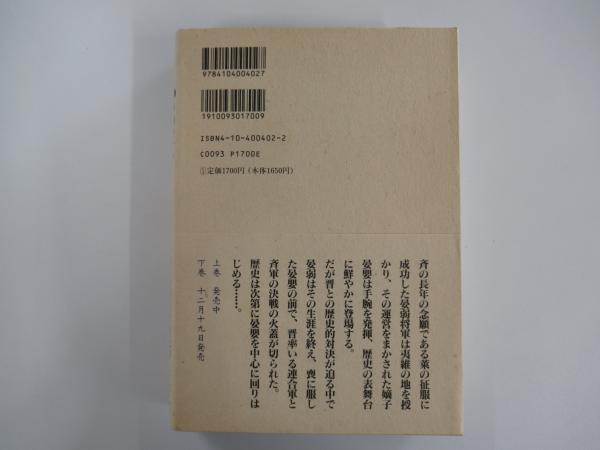 9784104004027
1910093017009
ISBN4-10-400402-2
C0093 P1700E
①定価1700円(本体1650円)
斉の長年の念願である萊の征服に
成功した晏弱将軍は夷維の地を授
かり、その運営をまかされた嫡子
晏嬰は手腕を発揮、歴史の表舞台
に鮮やかに登場する。
だが晋との歴史的対決が迫る中で
晏弱はその生涯を終え、喪に服し
た晏嬰の前で、晋率いる連合軍と
斉軍の決戦の火蓋が切られた。
歴史は次第に晏嬰を中心に回りは
じめる……。
上巻 発売中
下巻 十二月十九日発売